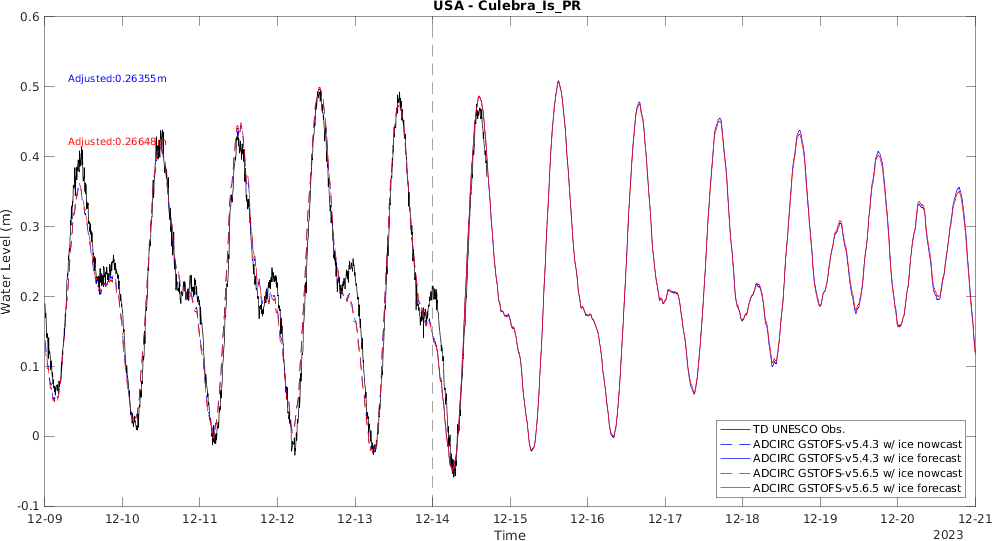 USA - Culebra_Is_PR
0.6
0.5
0.4
0.3
0.2
0.1
0
-0.1
Water Level (m)
Adjusted:0.26355m
Adjusted:0.26648m
TD UNESCO Obs.
ADCIRC GSTOFS-v5.4.3 w/ ice nowcast
ADCIRC GSTOFS-v5.4.3 w/ ice forecast
ADCIRC GSTOFS-v5.6.5 w/ ice nowcast
ADCIRC GSTOFS-v5.6.5 w/ ice forecast
12-09 12-10 12-11 12-12 12-13 12-14 12-15 12-16 12-17 12-18 12-19 12-20 12-21
Time
2023